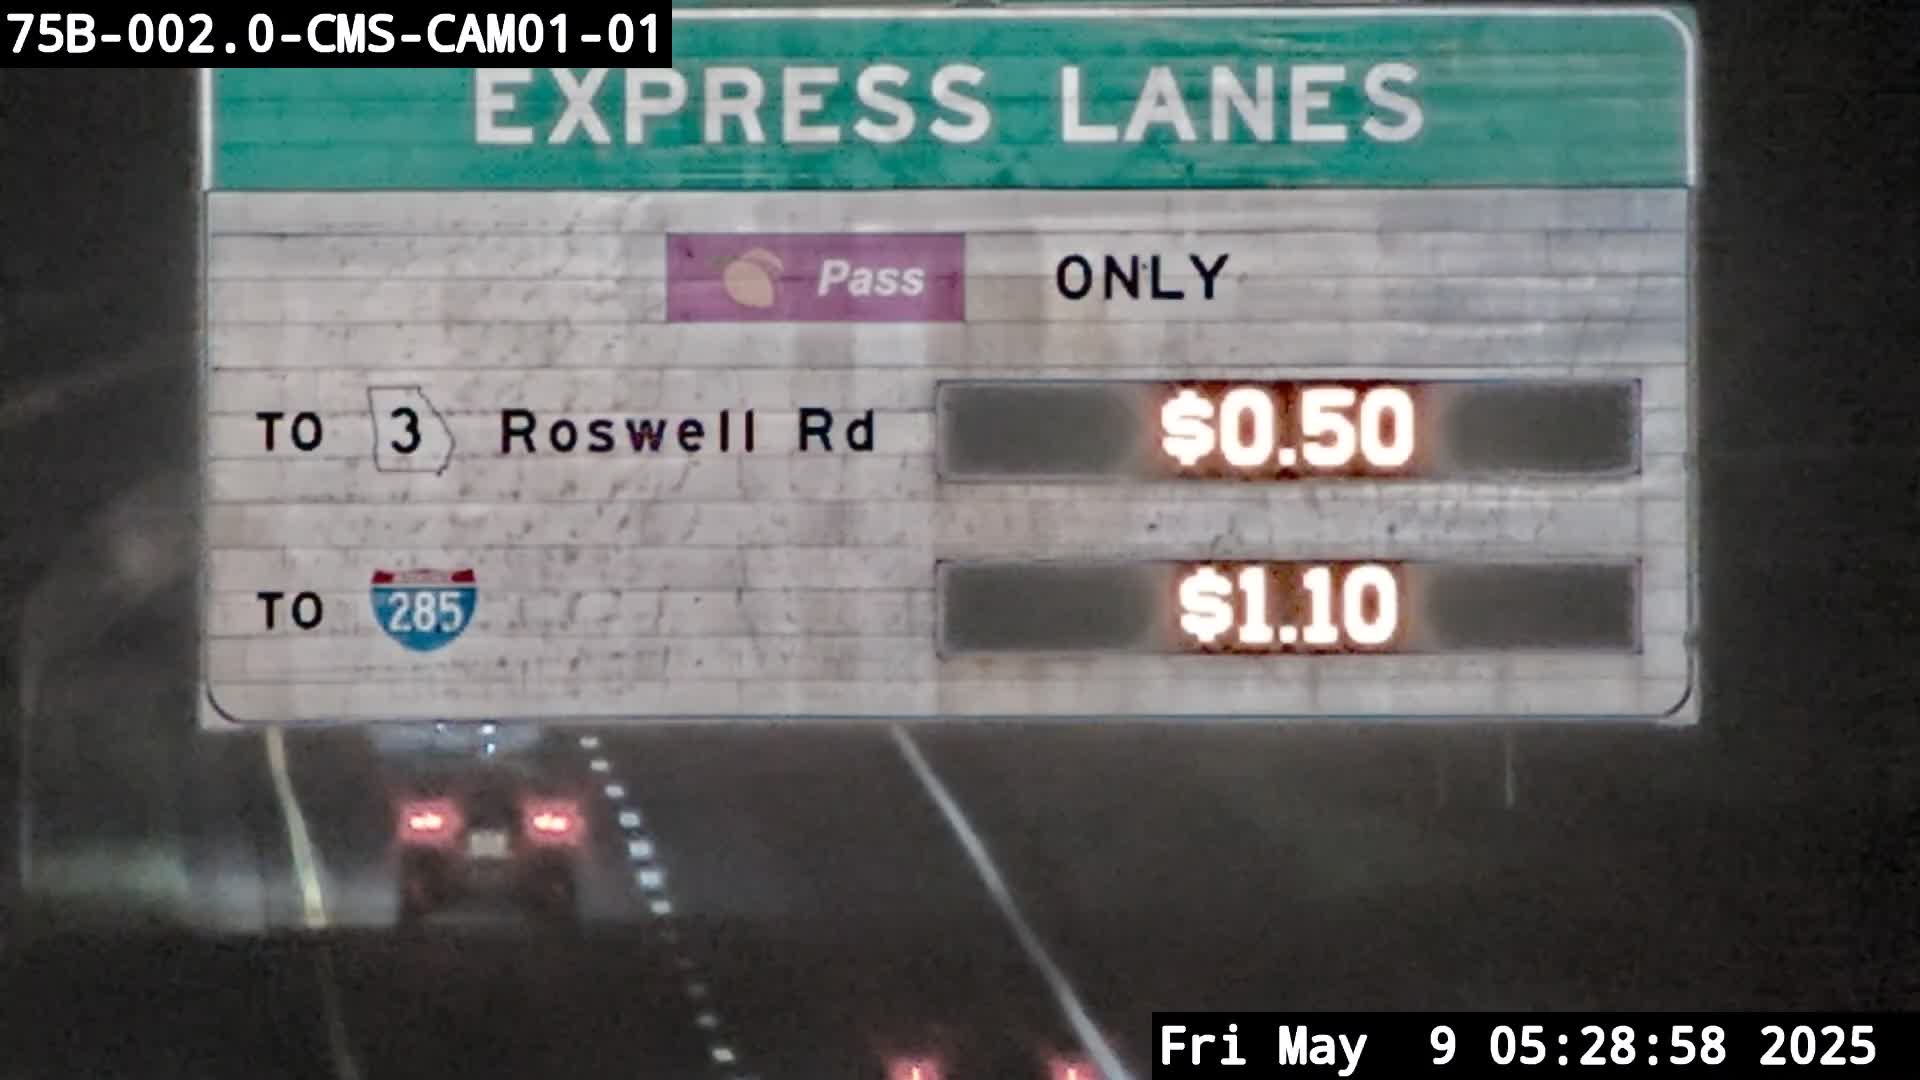 75B-002.0-CMS-CAM01-01
EXPRESS LANES
Pass ONLY
TO 3 Roswell Rd $0.50
TO 285 $1.10
Fri May 9 05:28:58 2025